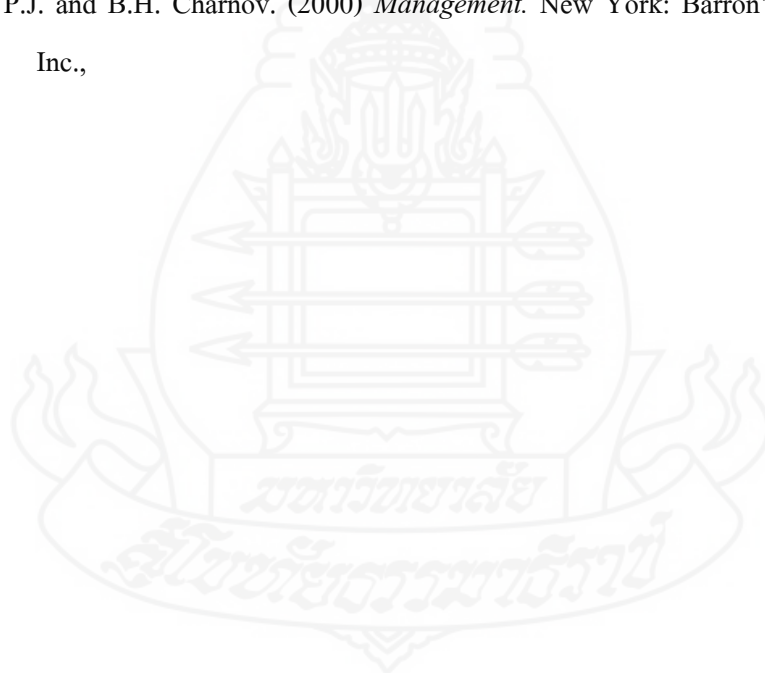 P.J. and B.H. Charnov. (2000) Management. New York: Barron'
Inc.,
มหาวิทยาลัย
สุโขทัยธรรมาธิราช